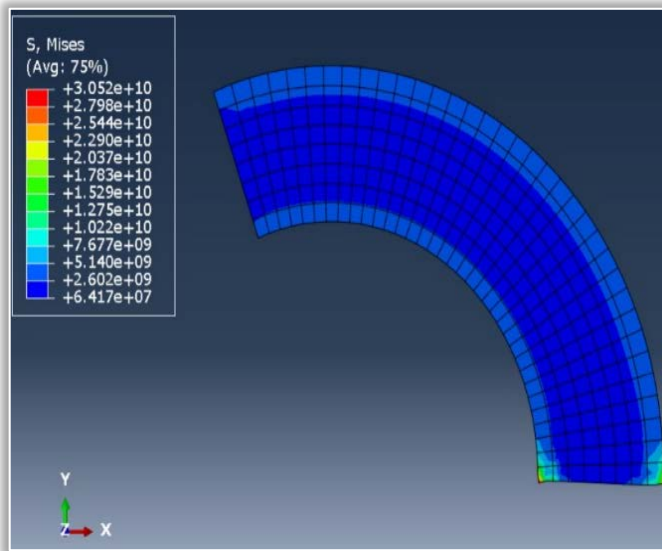 S, Mises
(Avg: 75%)
+3.052e+10
+2.798e+10
+2.544e+10
+2.290e+10
+2.037e+10
+1.783e+10
+1.529e+10
+1.275e+10
+1.022e+10
+7.677e+09
+5.140e+09
+2.602e+09
+6.417e+07
Y
Z X